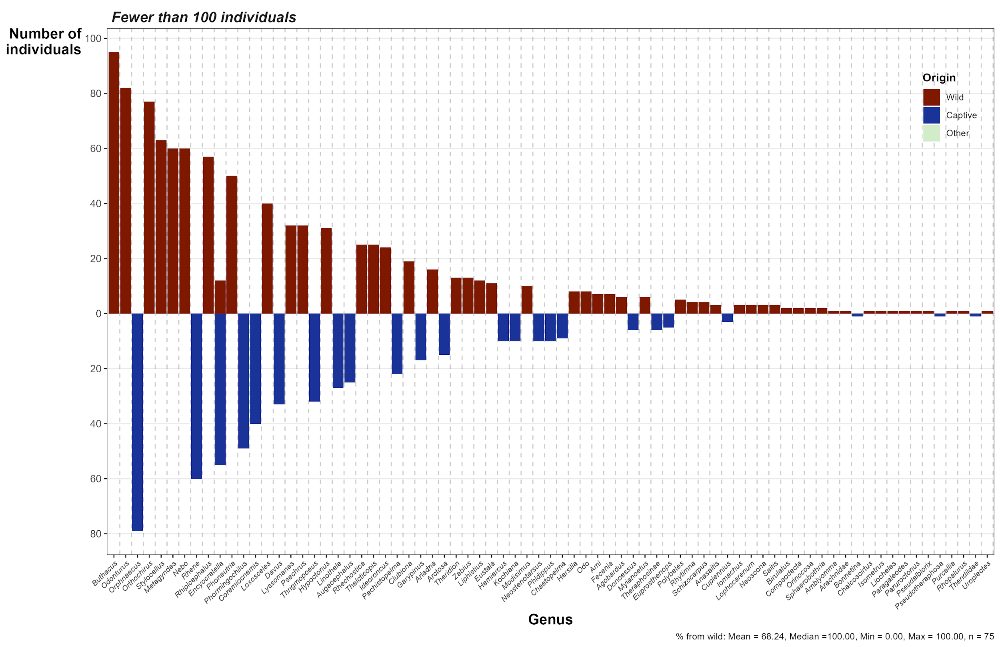 Fewer than 100 individuals
Number of
individuals
100
80
60
40
20
0
20
40
60
80
Origin
Wild
Captive
Other
Buthacus
Odonturus
Orphnaecus
Orthochirus
Stylocellus
Metagyndes
Nebo
Rhene
Rhipicephalus
Encyocratella
Phoneutria
Phormingochilus
Coremiocnemis
Loxosceles
Davus
Lyssomanes
Psechrus
Thrigmopoeus
Hypoctonus
Linothele
Augacephalus
Rhechostica
Thelcticopis
Ideoroncus
Pachistopelma
Clubiona
Garypinus
Ariadna
Arctosa
Theridion
Zabius
Liphistius
Eustala
Hemiercus
Kochiana
Modisimus
Neostenotarsus
Phidippus
Chaetopelma
Hersilia
Odo
Ami
Fecenia
Agobardus
Donoessus
Myianoetus
Theraphosinae
Euprosthenops
Polybetes
Rhytimna
Schizocarpus
Anasaitis
Cupiennius
Iomachus
Lophocarenum
Neoscona
Saitis
Birulatus
Compsodecta
Orinocosa
Sphaerobothria
Amblyomma
Arachnidae
Bonnetina
Chalcoscirtus
Isometrus
Liocheles
Paragaleodes
Paruroctonus
Pseudalbiorix
Pseudotheraphosa
Purcellia
Rhopalurus
Theridiidae
Uroplectes
Genus
% from wild: Mean = 68.24, Median =100.00, Min = 0.00, Max = 100.00, n = 75